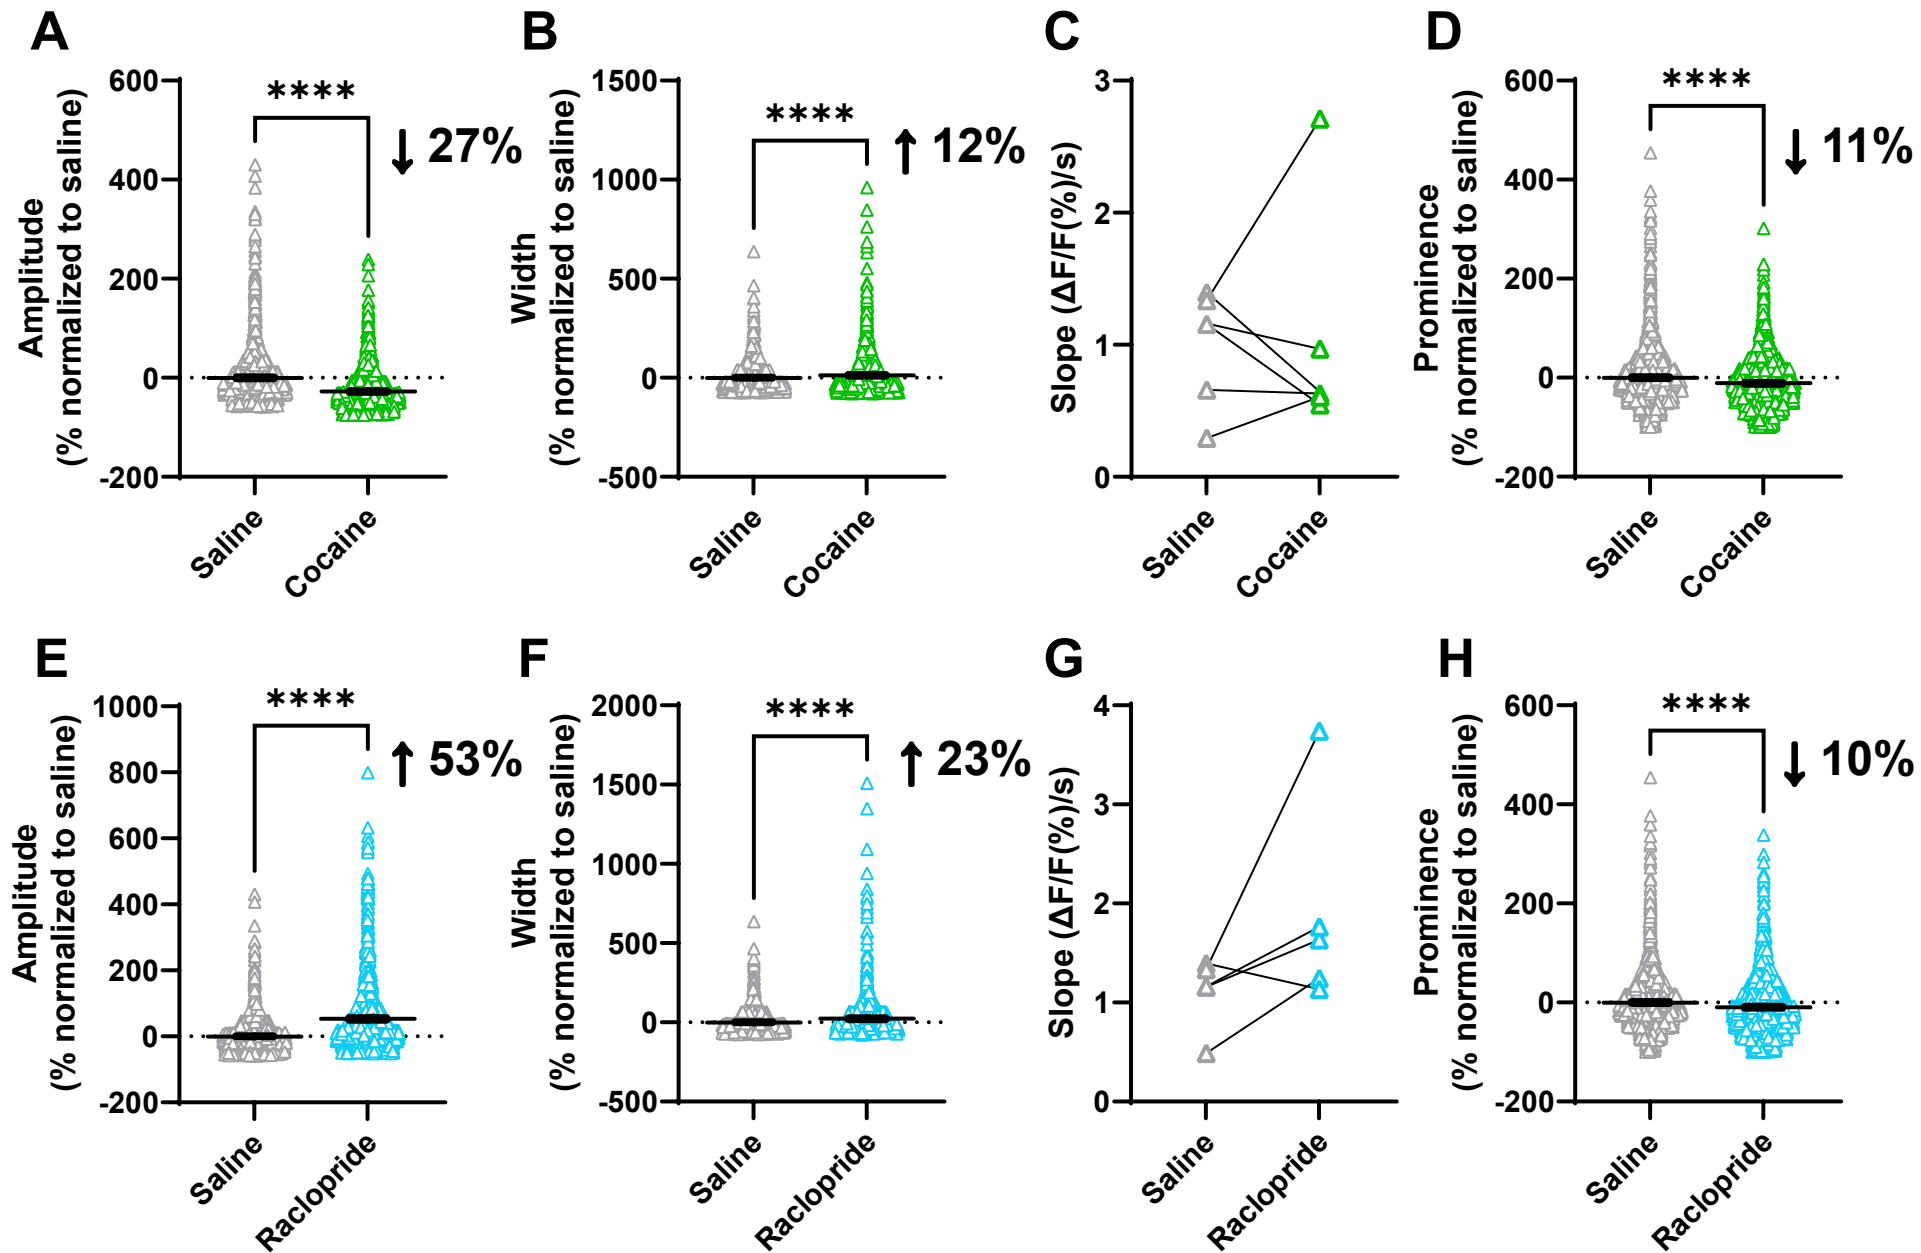 A
Amplitude
(% normalized to saline)
600
400
200
0
-200
****
↓ 27%
Saline
Cocaine
B
Width
(% normalized to saline)
1500
1000
500
0
-500
****
↑ 12%
Saline
Cocaine
C
Slope (ΔF/F(%)/s)
3
2
1
0
Saline
Cocaine
D
Prominence
(% normalized to saline)
600
400
200
0
-200
****
↓ 11%
Saline
Cocaine
E
Amplitude
(% normalized to saline)
1000
800
600
400
200
0
-200
****
↑ 53%
Saline
Raclopride
F
Width
(% normalized to saline)
2000
1500
1000
500
0
-500
****
↑ 23%
Saline
Raclopride
G
Slope (ΔF/F(%)/s)
4
3
2
1
0
Saline
Raclopride
H
Prominence
(% normalized to saline)
600
400
200
0
-200
****
↓ 10%
Saline
Raclopride